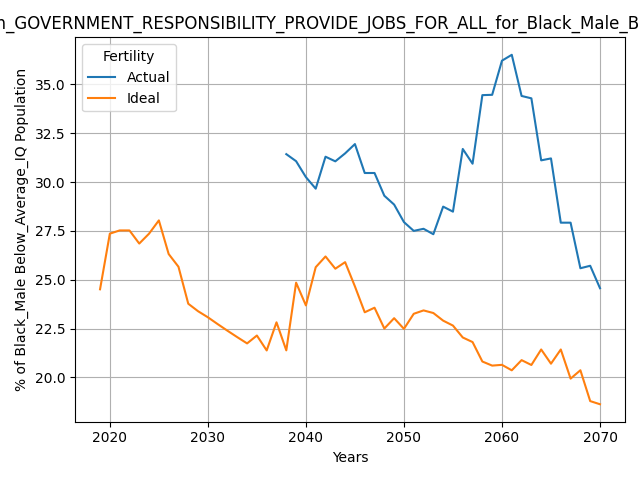 n_GOVERNMENT_RESPONSIBILITY_PROVIDE_JOBS_FOR_ALL_for_Black_Male_B
Fertility
Actual
Ideal
% of Black_Male Below_Average_IQ Population
35.0
32.5
30.0
27.5
25.0
22.5
20.0
2020 2030 2040 2050 2060 2070
Years